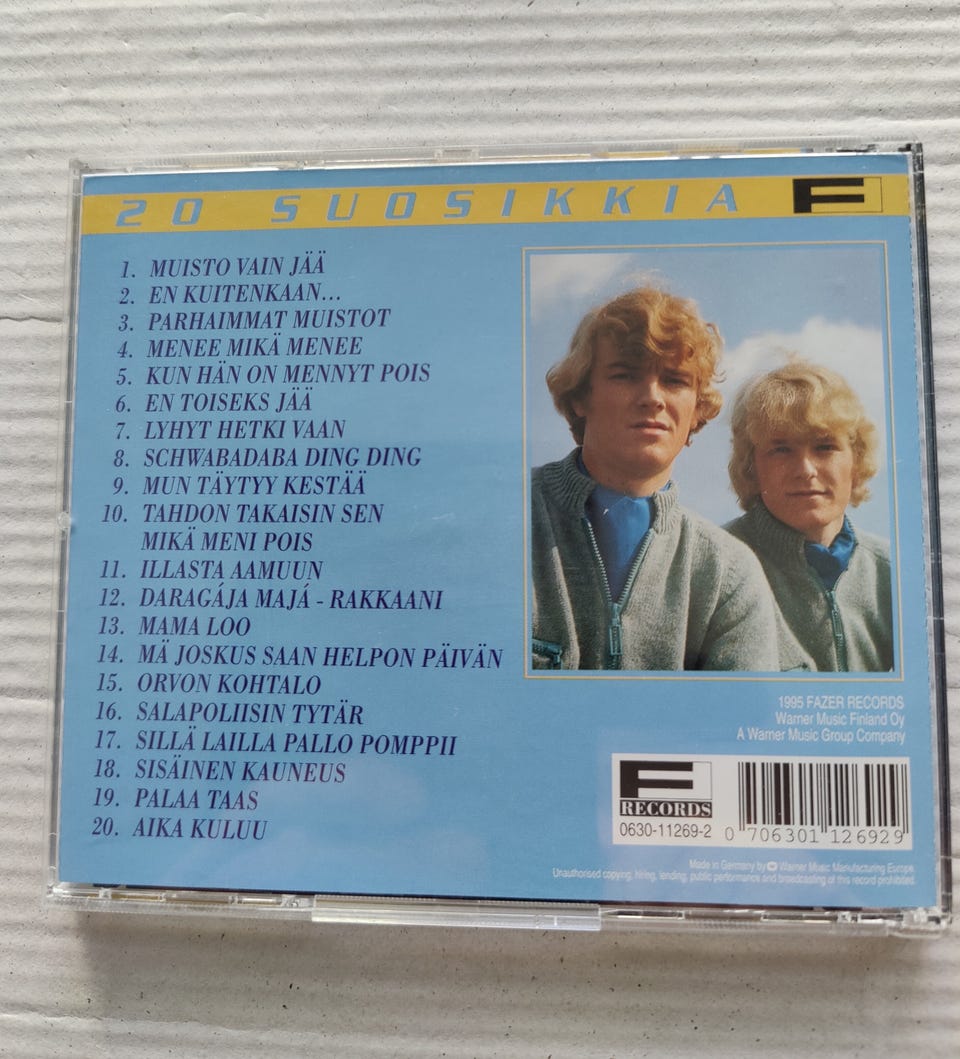 20 SUOSIKKIA F
1. MUISTO VAIN JÄÄ
2. EN KUITENKAAN...
3. PARHAIMMAT MUISTOT
4. MENEE MIKÄ MENEE
5. KUN HÄN ON MENNYT POIS
6. EN TOISEKS JÄÄ
7. LYHYT HETKI VAAN
8. SCHWABADABA DING DING
9. MUN TÄYTYY KESTÄÄ
10. TAHDON TAKAISIN SEN
MIKÄ MENI POIS
11. ILLASTA AAMUUN
12. DARAGÁJA MAJÁ - RAKKAANI
13. MAMA LOO
14. MÄ JOSKUS SAAN HELPON PÄIVÄN
15. ORVON KOHTALO
16. SALAPOLIISIN TYTÄR
17. SILLÄ LAILLA PALLO POMPPII
18. SISÄINEN KAUNEUS
19. PALAA TAAS
20. AIKA KULUU
1995 FAZER RECORDS
Warner Music Finland Oy
A Warner Music Group Company
F
RECORDS
0630-11269-2
0 706301 126929
Made in Germany by Warner Music Manufacturing Europe.
Unauthorised copying, hiring, lending, public performance and broadcasting of this record prohibited.